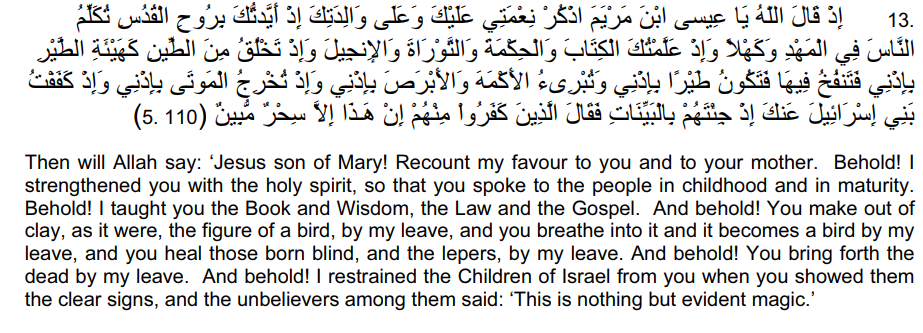 13. إِذْ قَالَ اللّهُ يَا عِيسَى ابْنَ مَرْيَمَ اذْكُرْ نِعْمَتِي عَلَيْكَ وَعَلَى وَالِدَتِكَ إِذْ أَيَّدتُّكَ بِرُوحِ الْقُدُسِ تُكَلِّمُ
النَّاسَ فِي الْمَهْدِ وَكَهْلاً وَإِذْ عَلَّمْتُكَ الْكِتَابَ وَالْحِكْمَةَ وَالتَّوْرَاةَ وَالإِنجِيلَ وَإِذْ تَخْلُقُ مِنَ الطِّينِ كَهَيْئَةِ الطَّيْرِ
بِإِذْنِي فَتَنفُخُ فِيهَا فَتَكُونُ طَيْرًا بِإِذْنِي وَتُبْرِىءُ الأَكْمَهَ وَالأَبْرَصَ بِإِذْنِي وَإِذْ تُخْرِجُ الْمَوتَى بِإِذْنِي وَإِذْ كَفَفْتُ
بَنِي إِسْرَائِيلَ عَنكَ إِذْ جِئْتَهُمْ بِالْبَيِّنَاتِ فَقَالَ الَّذِينَ كَفَرُواْ مِنْهُمْ إِنْ هَـذَا إِلاَّ سِحْرٌ مُّبِينٌ (5. 110)
Then will Allah say: ‘Jesus son of Mary! Recount my favour to you and to your mother. Behold! I
strengthened you with the holy spirit, so that you spoke to the people in childhood and in maturity.
Behold! I taught you the Book and Wisdom, the Law and the Gospel. And behold! You make out of
clay, as it were, the figure of a bird, by my leave, and you breathe into it and it becomes a bird by my
leave, and you heal those born blind, and the lepers, by my leave. And behold! You bring forth the
dead by my leave. And behold! I restrained the Children of Israel from you when you showed them
the clear signs, and the unbelievers among them said: ‘This is nothing but evident magic.’